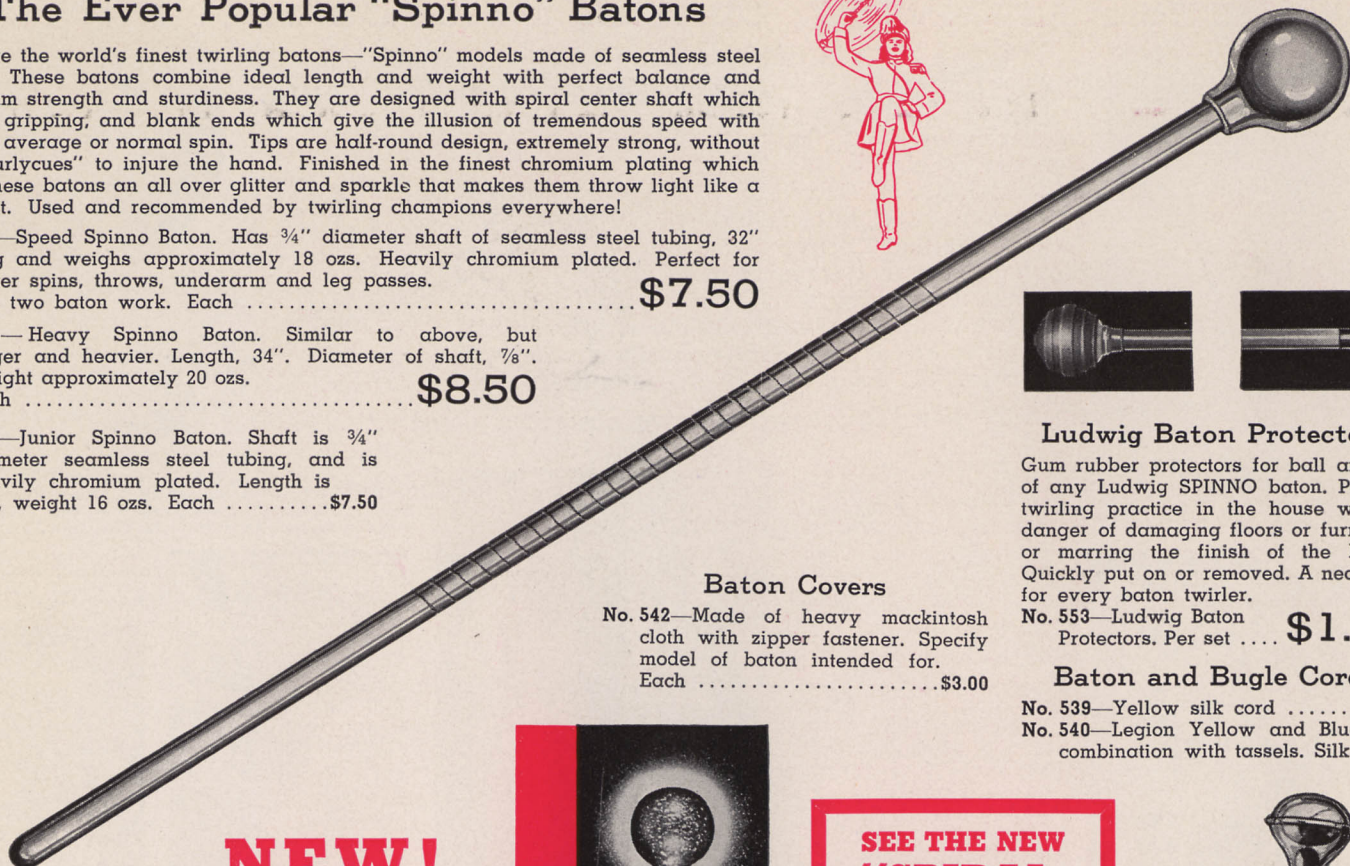 The Ever Popular "Spinno" Batons
the world's finest twirling batons—"Spinno" models made of seamless steel
These batons combine ideal length and weight with perfect balance and
strength and sturdiness. They are designed with spiral center shaft which
gripping, and blank ends which give the illusion of tremendous speed with
average or normal spin. Tips are half-round design, extremely strong, without
to injure the hand. Finished in the finest chromium plating which
these batons an all over glitter and sparkle that makes them throw light like a
Used and recommended by twirling champions everywhere!
—Speed Spinno Baton. Has ¾" diameter shaft of seamless steel tubing, 32"
and weighs approximately 18 ozs. Heavily chromium plated. Perfect for
spins, throws, underarm and leg passes.
two baton work. Each .................................... $7.50
— Heavy Spinno Baton. Similar to above, but
and heavier. Length, 34". Diameter of shaft, ⅞".
approximately 20 ozs.
..................................... $8.50
—Junior Spinno Baton. Shaft is ¾"
seamless steel tubing, and is
chromium plated. Length is
weight 16 ozs. Each ..........$7.50
Baton Covers
No. 542—Made of heavy mackintosh
cloth with zipper fastener. Specify
model of baton intended for.
Each .......................$3.00
Ludwig Baton
Gum rubber protectors for ball
of any Ludwig SPINNO baton.
twirling practice in the house
danger of damaging floors or
or marring the finish of the
Quickly put on or removed. A
for every baton twirler.
No. 553—Ludwig Baton
Protectors. Per set .... $1.
Baton and Bugle
No. 539—Yellow silk cord ......
No. 540—Legion Yellow and
combination with tassels. Silk
NEW!
SEE THE NEW